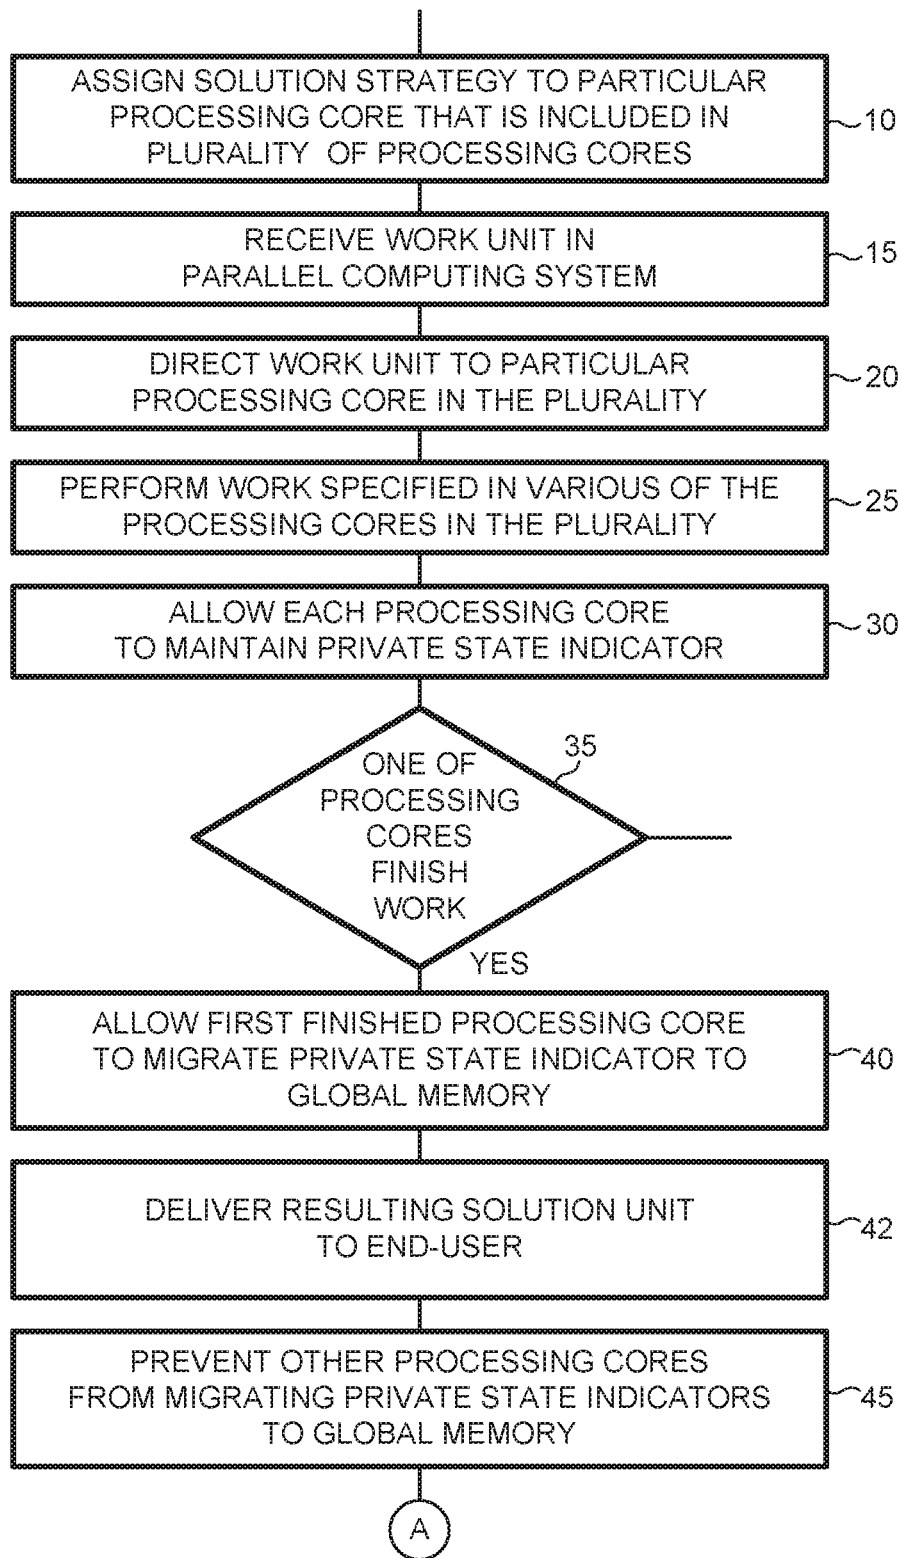 ASSIGN SOLUTION STRATEGY TO PARTICULAR
PROCESSING CORE THAT IS INCLUDED IN
PLURALITY OF PROCESSING CORES
10
RECEIVE WORK UNIT IN
PARALLEL COMPUTING SYSTEM
15
DIRECT WORK UNIT TO PARTICULAR
PROCESSING CORE IN THE PLURALITY
20
PERFORM WORK SPECIFIED IN VARIOUS OF THE
PROCESSING CORES IN THE PLURALITY
25
ALLOW EACH PROCESSING CORE
TO MAINTAIN PRIVATE STATE INDICATOR
30
35
ONE OF
PROCESSING
CORES
FINISH
WORK
YES
ALLOW FIRST FINISHED PROCESSING CORE
TO MIGRATE PRIVATE STATE INDICATOR TO
GLOBAL MEMORY
40
DELIVER RESULTING SOLUTION UNIT
TO END-USER
42
PREVENT OTHER PROCESSING CORES
FROM MIGRATING PRIVATE STATE INDICATORS
TO GLOBAL MEMORY
45
A